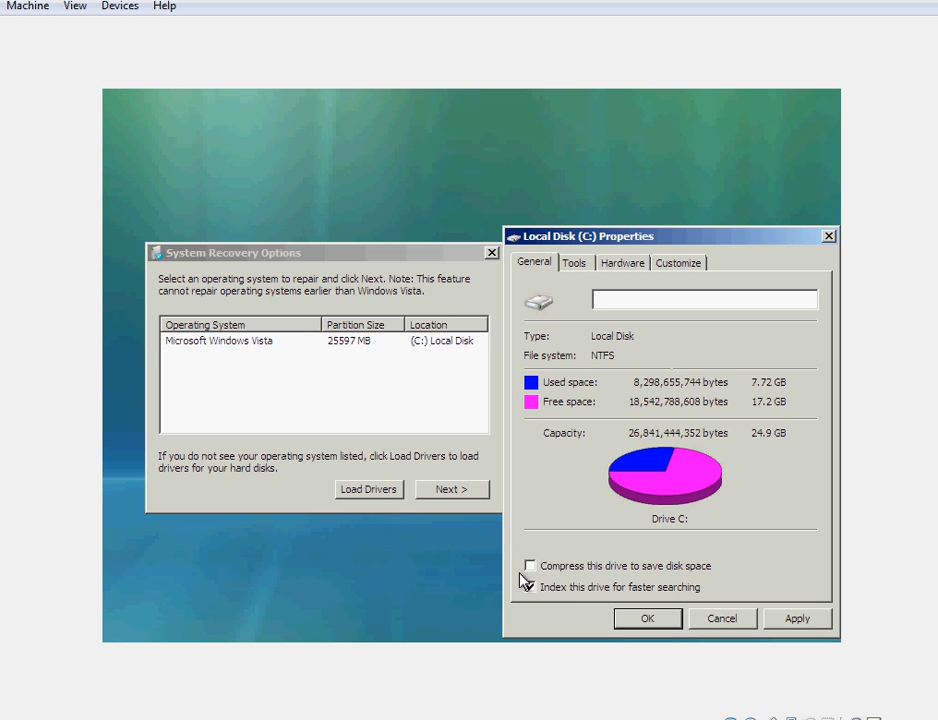 Machine View Devices Help
System Recovery Options
Select an operating system to repair and click Next. Note: This feature
cannot repair operating systems earlier than Windows Vista.
Operating System Partition Size Location
Microsoft Windows Vista 25597 MB (C:) Local Disk
If you do not see your operating system listed, click Load Drivers to load
drivers for your hard disks.
Load Drivers Next >
Local Disk (C:) Properties
General Tools Hardware Customize
Type: Local Disk
File system: NTFS
Used space: 8,298,655,744 bytes 7.72 GB
Free space: 18,542,788,608 bytes 17.2 GB
Capacity: 26,841,444,352 bytes 24.9 GB
Drive C:
Compress this drive to save disk space
Index this drive for faster searching
OK Cancel Apply